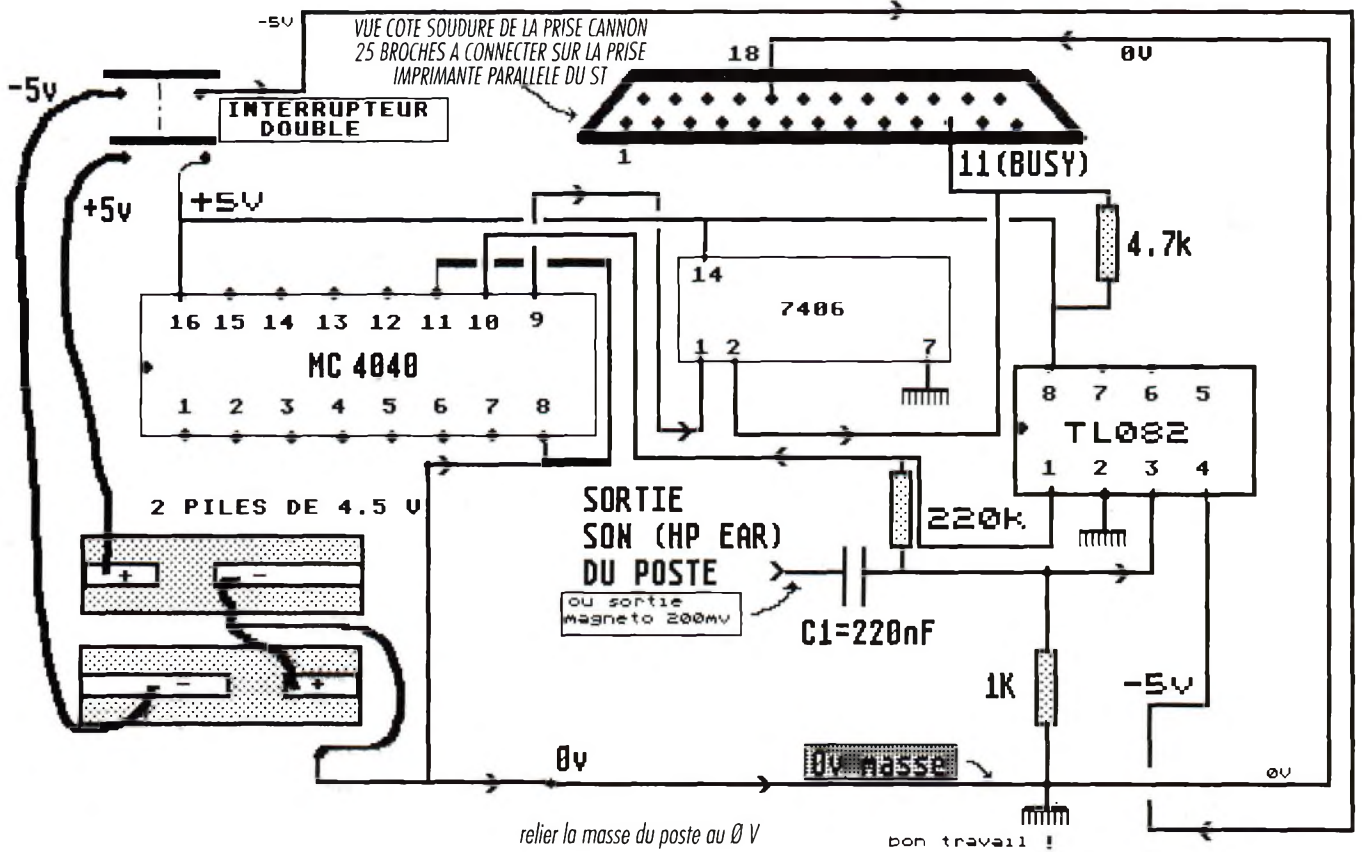 -5v
VUE COTE SOUDURE DE LA PRISE CANNON
25 BROCHES A CONNECTER SUR LA PRISE
IMPRIMANTE PARALLELE DU ST
18
0V
-5v
INTERRUPTEUR
DOUBLE
1
11(BUSY)
+5v
+5V
4.7k
14
7406
1 2 7
16 15 14 13 12 11 10 9
MC 4040
1 2 3 4 5 6 7 8
8 7 6 5
TL082
1 2 3 4
2 PILES DE 4.5 V
SORTIE
SON (HP EAR)
DU POSTE
220K
ou sortie
magneto 200mv
C1=220nF
+ -
- +
1K
-5V
0v
0v masse
0V
relier la masse du poste au Ø V
bon travail !